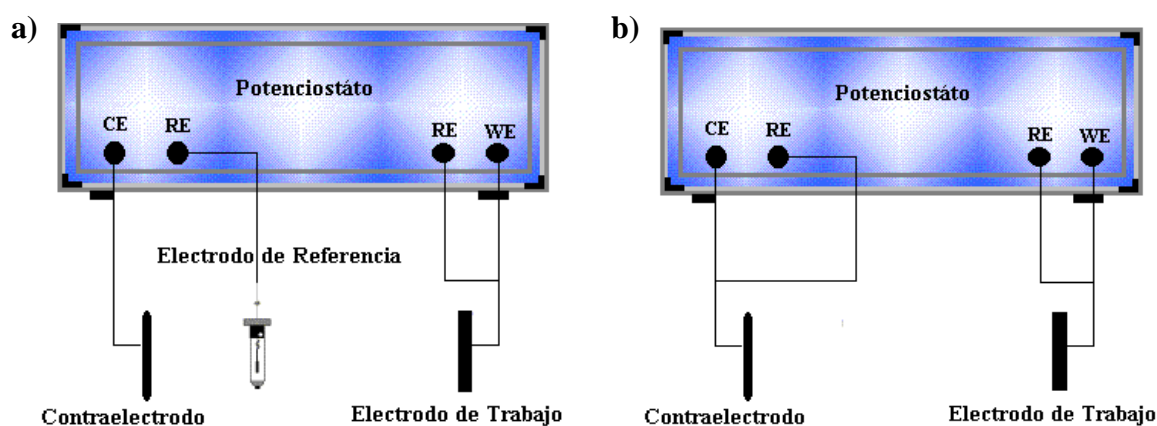 a)
Potenciostáto
CE RE RE WE
Electrodo de Referencia
Contraelectrodo
Electrodo de Trabajo
b)
Potenciostáto
CE RE RE WE
Contraelectrodo
Electrodo de Trabajo